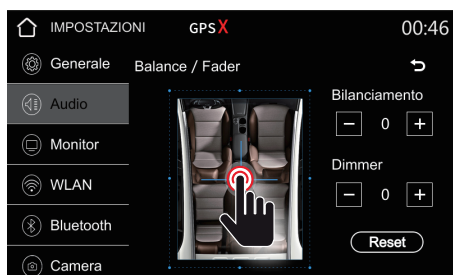 IMPOSTAZIONI GPS X 00:46
Generale
Balance / Fader
Audio
Bilanciamento
− 0 +
Monitor
WLAN
Dimmer
− 0 +
Bluetooth
Reset
Camera